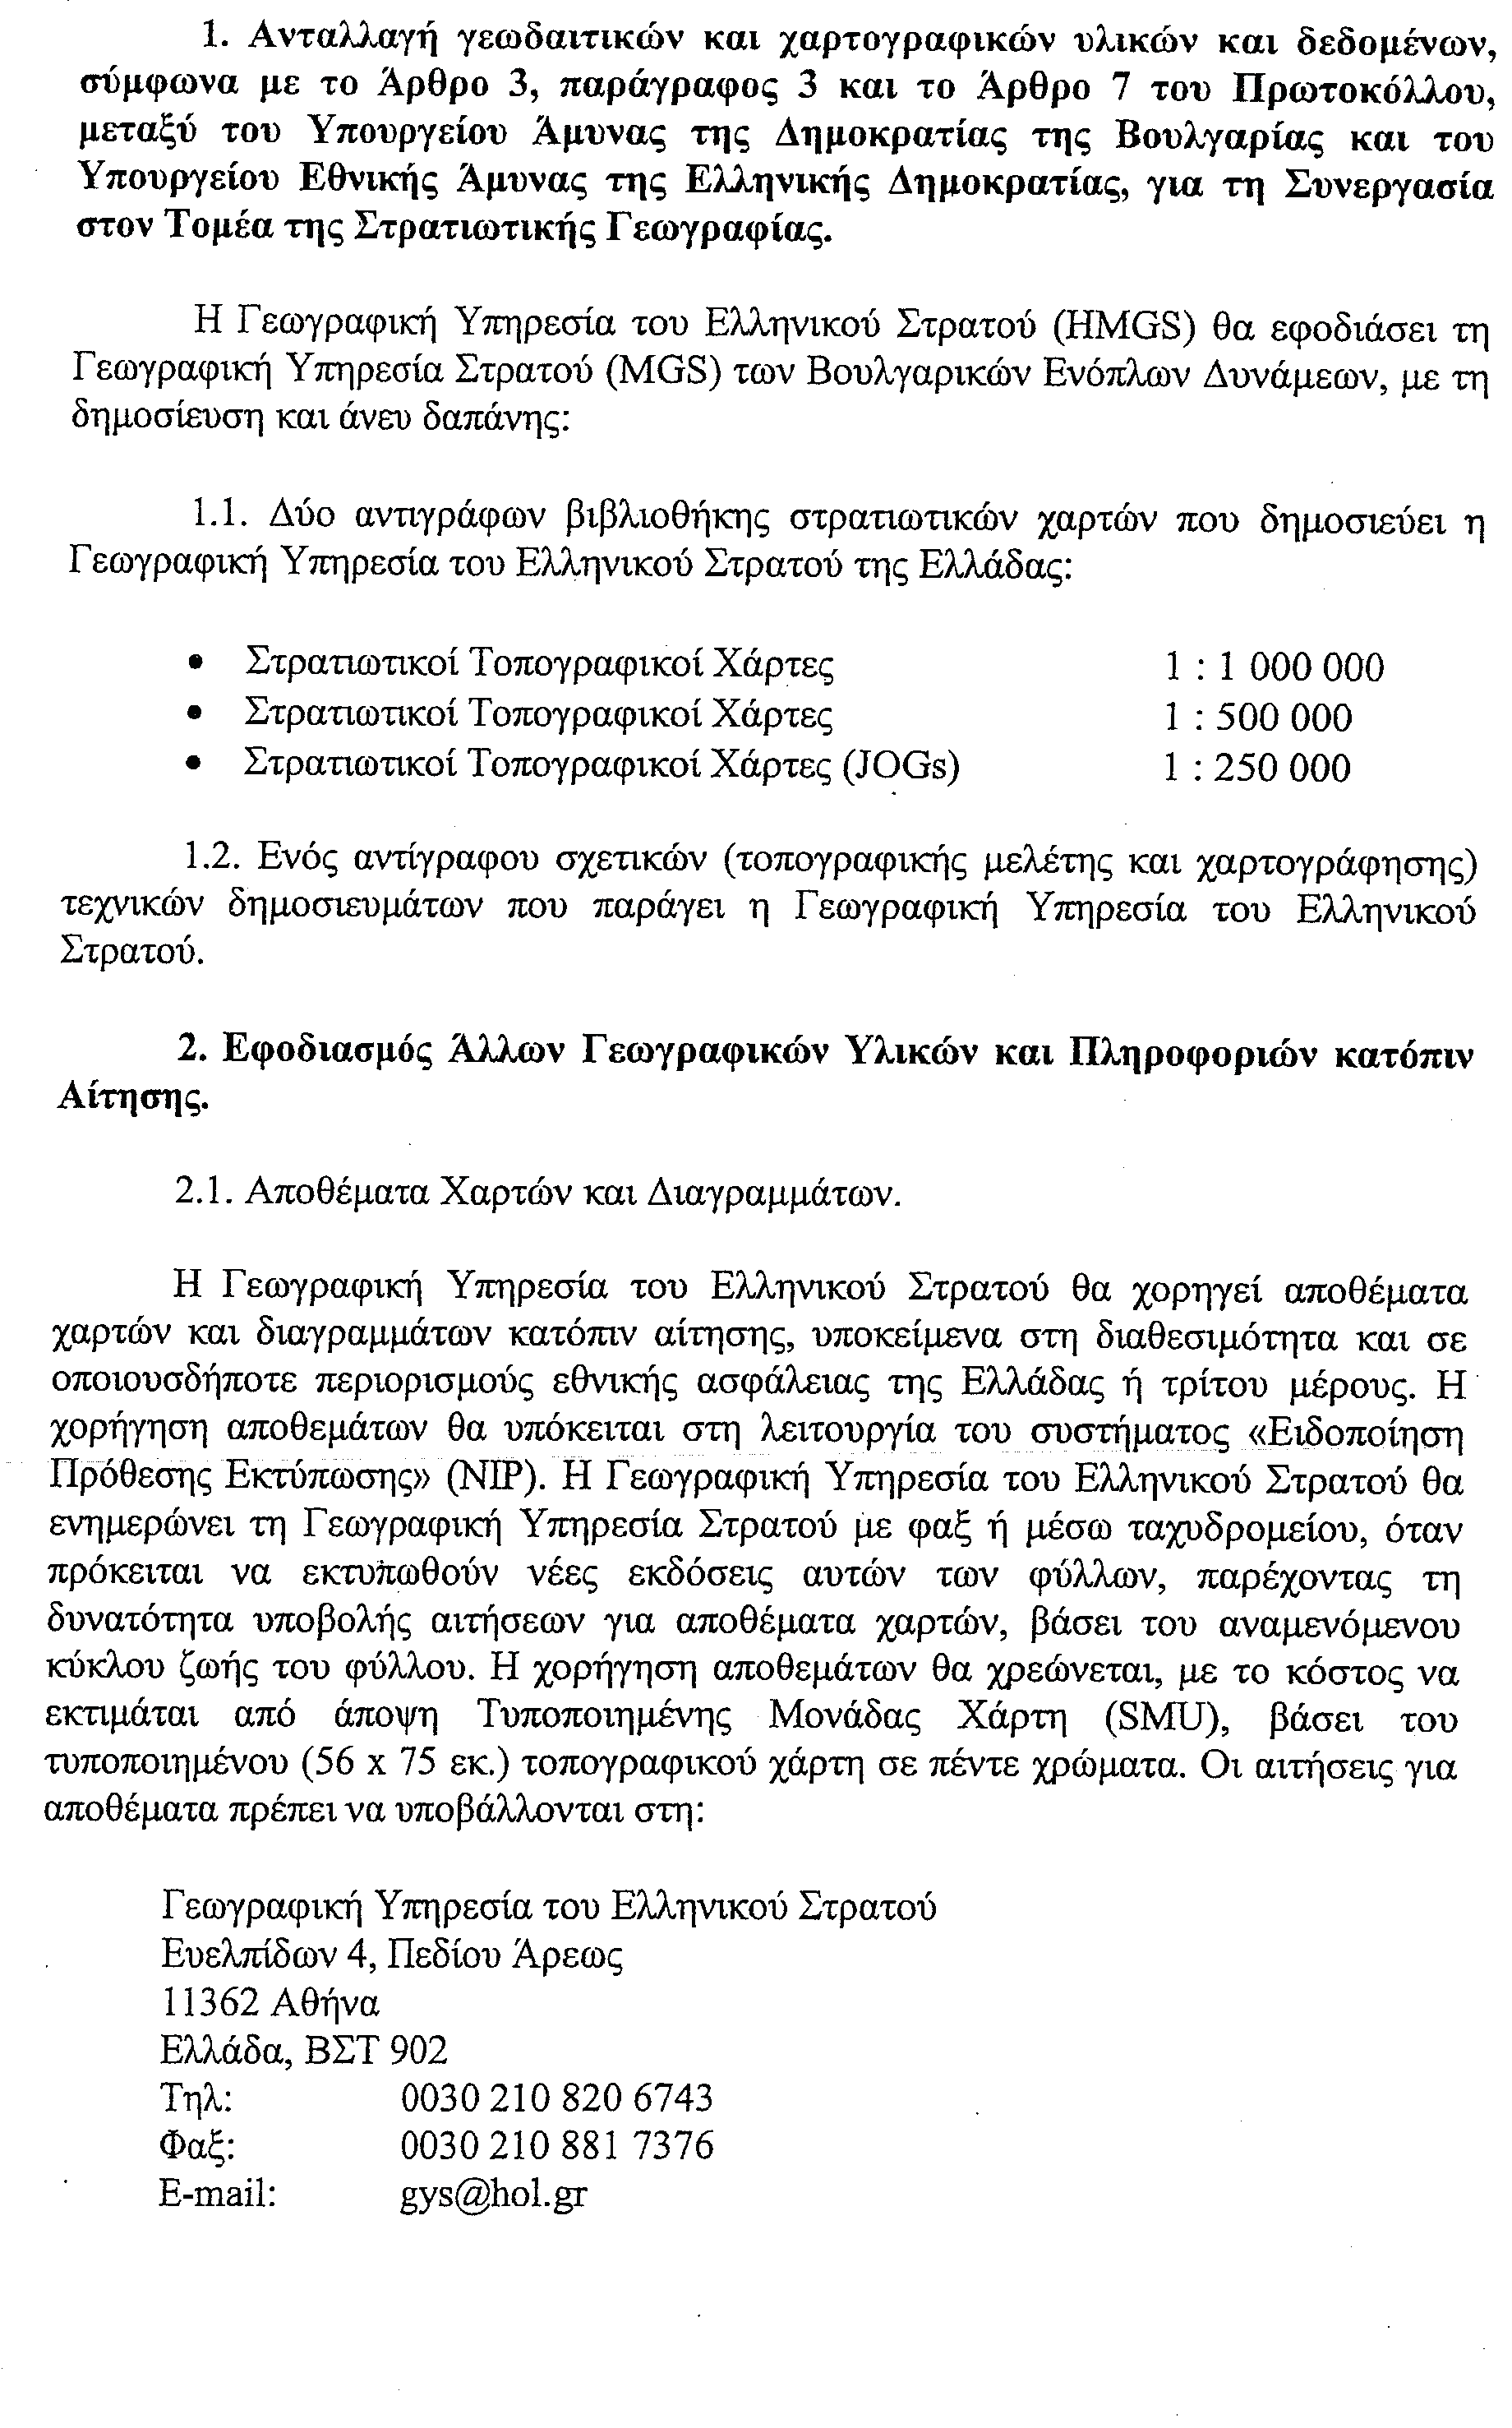 1. Ανταλλαγή γεωδαιτικών και χαρτογραφικών υλικών και δεδομένων,
σύμφωνα με το Άρθρο 3, παράγραφος 3 και το Άρθρο 7 του Πρωτοκόλλου,
μεταξύ του Υπουργείου Άμυνας της Δημοκρατίας της Βουλγαρίας και του
Υπουργείου Εθνικής Άμυνας της Ελληνικής Δημοκρατίας, για τη Συνεργασία
στον Τομέα της Στρατιωτικής Γεωγραφίας.
Η Γεωγραφική Υπηρεσία του Ελληνικού Στρατού (HMGS) θα εφοδιάσει τη
Γεωγραφική Υπηρεσία Στρατού (MGS) των Βουλγαρικών Ενόπλων Δυνάμεων, με τη
δημοσίευση και άνευ δαπάνης:
1.1. Δύο αντιγράφων βιβλιοθήκης στρατιωτικών χαρτών που δημοσιεύει η
Γεωγραφική Υπηρεσία του Ελληνικού Στρατού της Ελλάδας:
• Στρατιωτικοί Τοπογραφικοί Χάρτες 1 : 1 000 000
• Στρατιωτικοί Τοπογραφικοί Χάρτες 1 : 500 000
• Στρατιωτικοί Τοπογραφικοί Χάρτες (JOGs) 1 : 250 000
1.2. Ενός αντίγραφου σχετικών (τοπογραφικής μελέτης και χαρτογράφησης)
τεχνικών δημοσιευμάτων που παράγει η Γεωγραφική Υπηρεσία του Ελληνικού
Στρατού.
2. Εφοδιασμός Άλλων Γεωγραφικών Υλικών και Πληροφοριών κατόπιν
Αίτησης.
2.1. Αποθέματα Χαρτών και Διαγραμμάτων.
Η Γεωγραφική Υπηρεσία του Ελληνικού Στρατού θα χορηγεί αποθέματα
χαρτών και διαγραμμάτων κατόπιν αίτησης, υποκείμενα στη διαθεσιμότητα και σε
οποιουσδήποτε περιορισμούς εθνικής ασφάλειας της Ελλάδας ή τρίτου μέρους. Η
χορήγηση αποθεμάτων θα υπόκειται στη λειτουργία του συστήματος «Ειδοποίηση
Πρόθεσης Εκτύπωσης» (NIP). Η Γεωγραφική Υπηρεσία του Ελληνικού Στρατού θα
ενημερώνει τη Γεωγραφική Υπηρεσία Στρατού με φαξ ή μέσω ταχυδρομείου, όταν
πρόκειται να εκτυπωθούν νέες εκδόσεις αυτών των φύλλων, παρέχοντας τη
δυνατότητα υποβολής αιτήσεων για αποθέματα χαρτών, βάσει του αναμενόμενου
κύκλου ζωής του φύλλου. Η χορήγηση αποθεμάτων θα χρεώνεται, με το κόστος να
εκτιμάται από άποψη Τυποποιημένης Μονάδας Χάρτη (SMU), βάσει του
τυποποιημένου (56 x 75 εκ.) τοπογραφικού χάρτη σε πέντε χρώματα. Οι αιτήσεις για
αποθέματα πρέπει να υποβάλλονται στη:
Γεωγραφική Υπηρεσία του Ελληνικού Στρατού
Ευελπίδων 4, Πεδίου Άρεως
11362 Αθήνα
Ελλάδα, ΒΣΤ 902
Τηλ: 0030 210 820 6743
Φαξ: 0030 210 881 7376
E-mail: gys@hol.gr